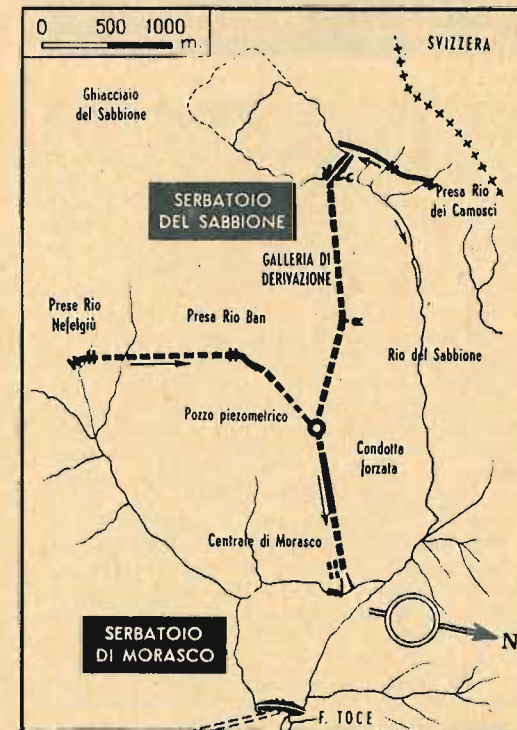 0 500 1000
m.
SVIZZERA
Ghiacciaio
del Sabbione
Presa Rio
dei Camosci
SERBATOIO
DEL SABBIONE
GALLERIA DI
DERIVAZIONE
Prese Rio
Nefelgiù
Presa Rio Ban
Rio del Sabbione
Pozzo piezometrico
Condotta
forzata
Centrale di Morasco
N
SERBATOIO
DI MORASCO
F. TOCE